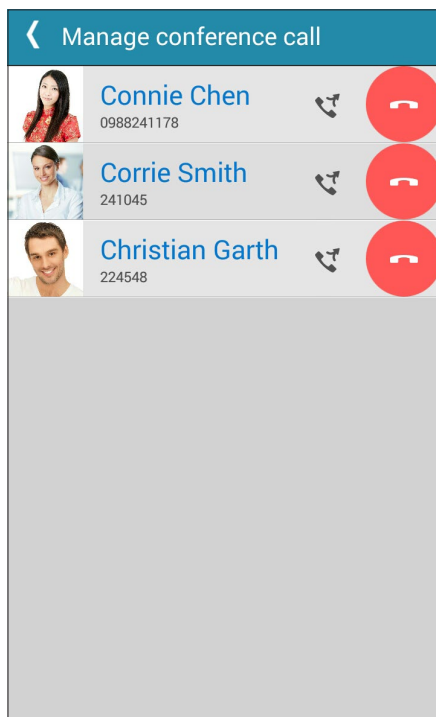 Manage conference call
Connie Chen
0988241178
Corrie Smith
241045
Christian Garth
224548